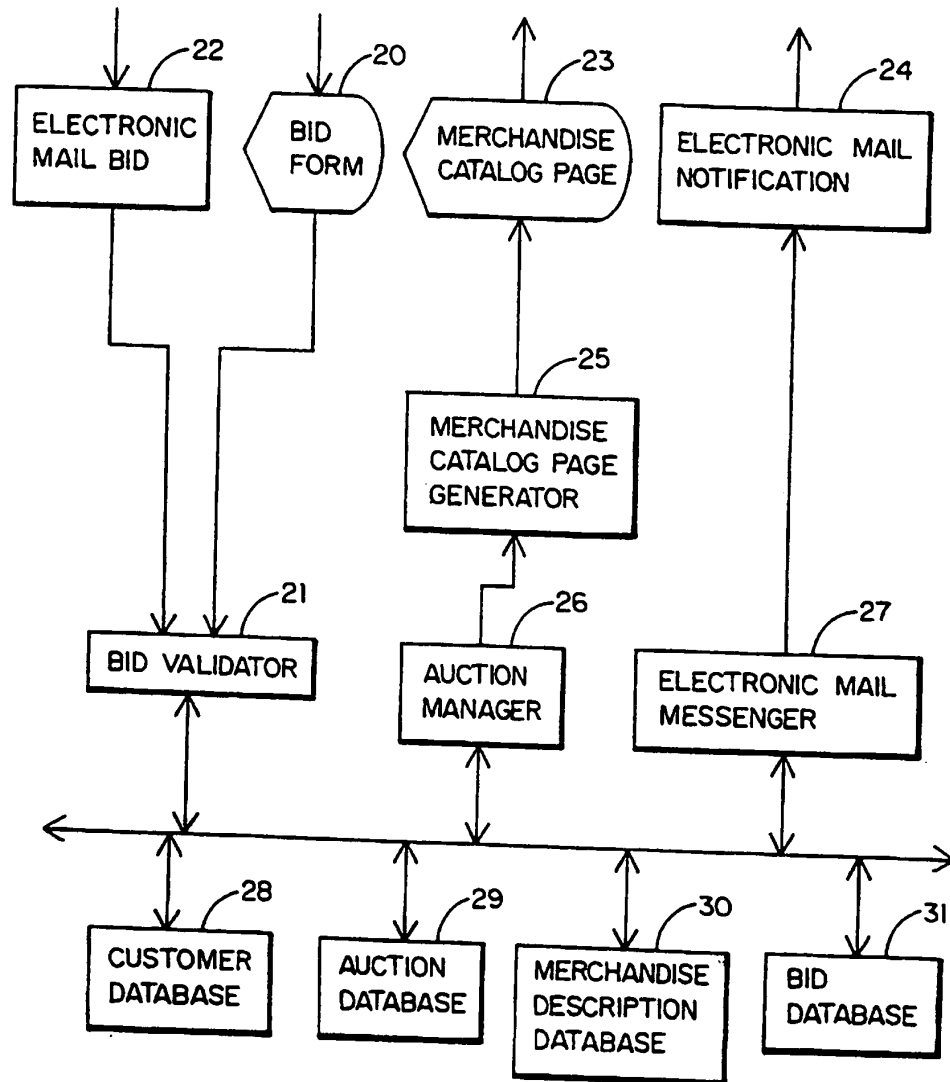 22
20
23
24
ELECTRONIC
MAIL BID
BID
FORM
MERCHANDISE
CATALOG PAGE
ELECTRONIC MAIL
NOTIFICATION
25
MERCHANDISE
CATALOG PAGE
GENERATOR
21
26
27
BID VALIDATOR
AUCTION
MANAGER
ELECTRONIC MAIL
MESSENGER
28
29
30
31
CUSTOMER
DATABASE
AUCTION
DATABASE
MERCHANDISE
DESCRIPTION
DATABASE
BID
DATABASE